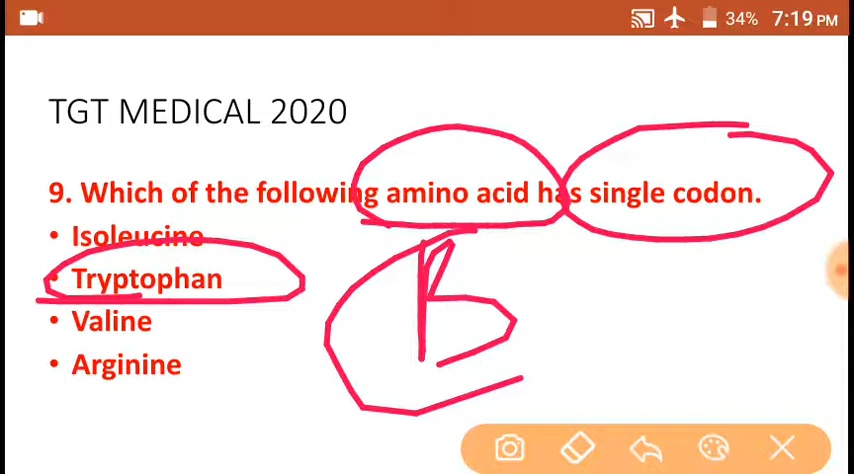 34% 7:19 PM
TGT MEDICAL 2020
9. Which of the following amino acid has single codon.
• Isoleucine
• Tryptophan
• Valine
• Arginine
B